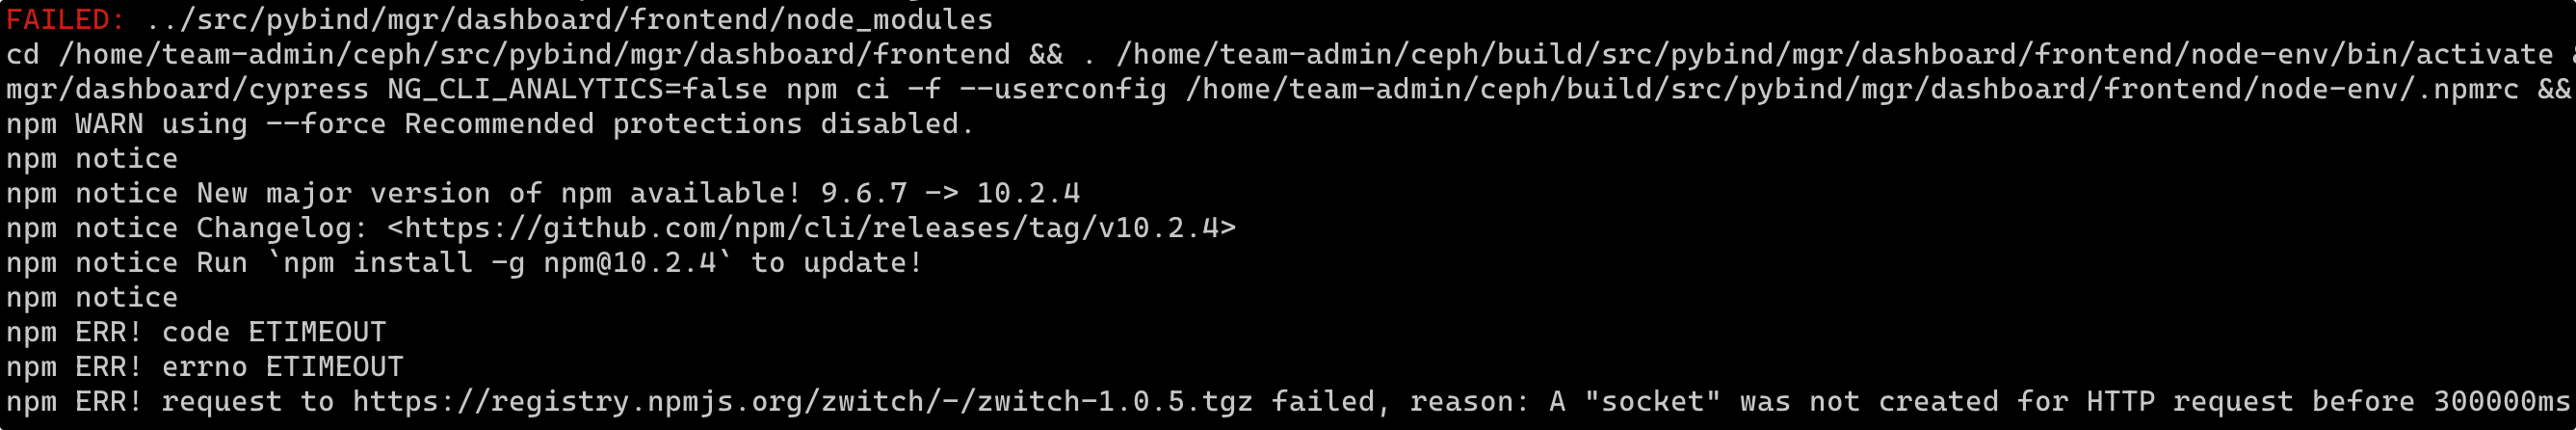 FAILED: ../src/pybind/mgr/dashboard/frontend/node_modules
cd /home/team-admin/ceph/src/pybind/mgr/dashboard/frontend && . /home/team-admin/ceph/build/src/pybind/mgr/dashboard/frontend/node-env/bin/activate &
mgr/dashboard/cypress NG_CLI_ANALYTICS=false npm ci -f --userconfig /home/team-admin/ceph/build/src/pybind/mgr/dashboard/frontend/node-env/.npmrc &&
npm WARN using --force Recommended protections disabled.
npm notice
npm notice New major version of npm available! 9.6.7 -> 10.2.4
npm notice Changelog: <https://github.com/npm/cli/releases/tag/v10.2.4>
npm notice Run `npm install -g npm@10.2.4` to update!
npm notice
npm ERR! code ETIMEOUT
npm ERR! errno ETIMEOUT
npm ERR! request to https://registry.npmjs.org/zwitch/-/zwitch-1.0.5.tgz failed, reason: A "socket" was not created for HTTP request before 300000ms